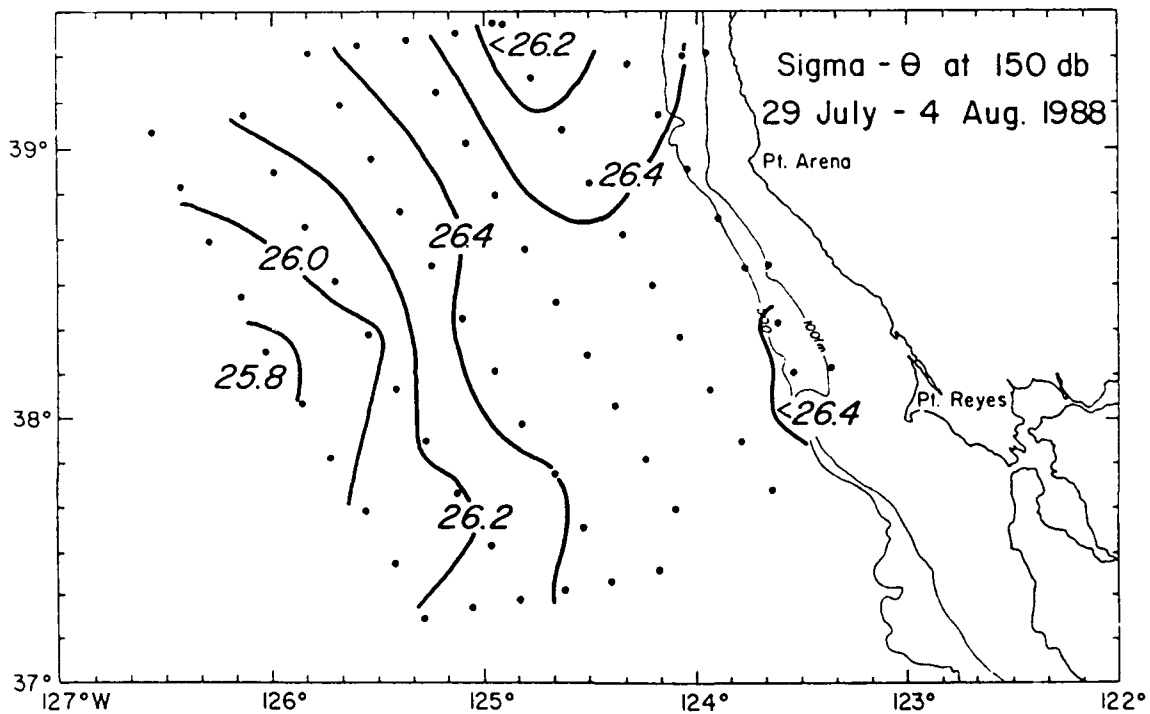 <26.2
Sigma - θ at 150 db
29 July - 4 Aug. 1988
39°
Pt. Arena
26.4
26.4
26.0
100fm
25.8
<26.4
Pt. Reyes
38°
26.2
37°
127°W
126°
125°
124°
123°
122°